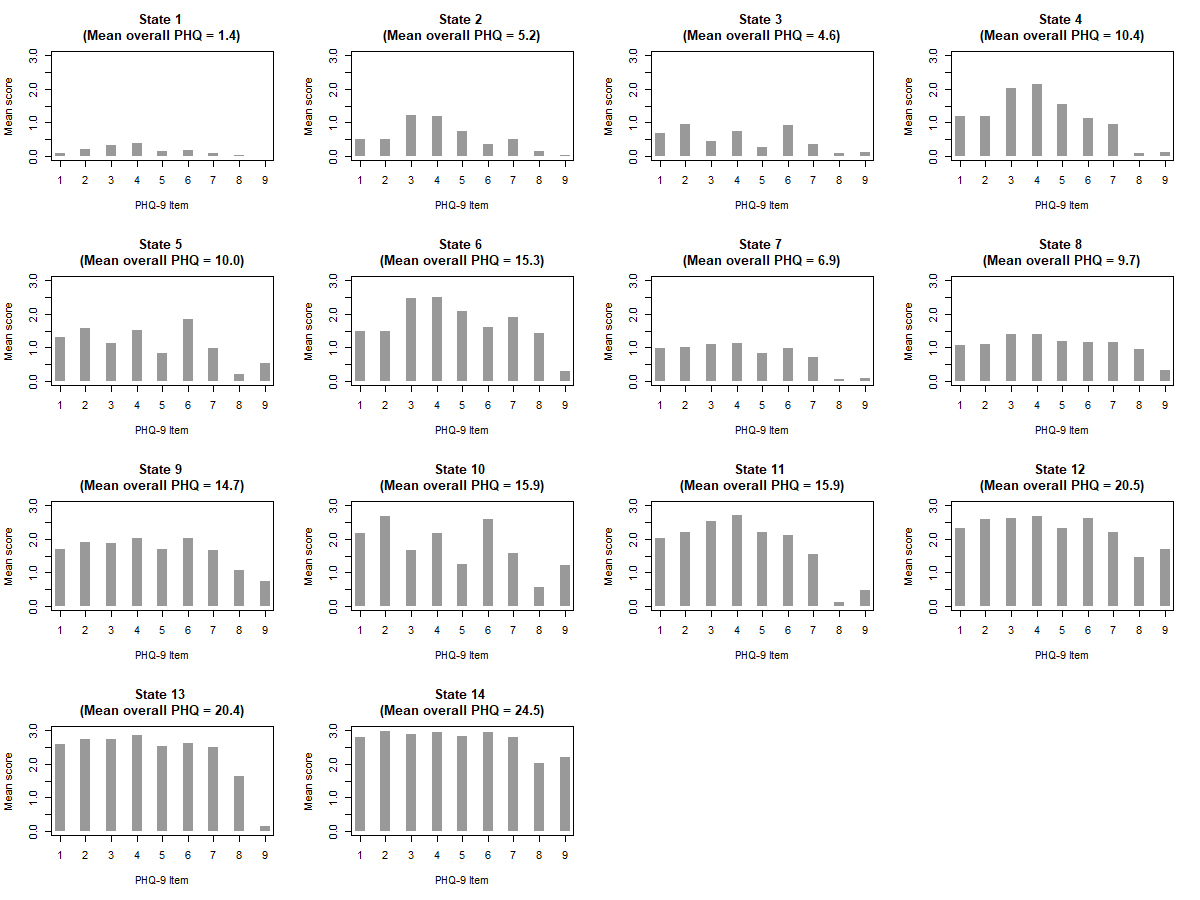 State 1
(Mean overall PHQ = 1.4)
Mean score
0.0 1.0 2.0 3.0
1 2 3 4 5 6 7 8 9
PHQ-9 Item
State 2
(Mean overall PHQ = 5.2)
Mean score
0.0 1.0 2.0 3.0
1 2 3 4 5 6 7 8 9
PHQ-9 Item
State 3
(Mean overall PHQ = 4.6)
Mean score
0.0 1.0 2.0 3.0
1 2 3 4 5 6 7 8 9
PHQ-9 Item
State 4
(Mean overall PHQ = 10.4)
Mean score
0.0 1.0 2.0 3.0
1 2 3 4 5 6 7 8 9
PHQ-9 Item
State 5
(Mean overall PHQ = 10.0)
Mean score
0.0 1.0 2.0 3.0
1 2 3 4 5 6 7 8 9
PHQ-9 Item
State 6
(Mean overall PHQ = 15.3)
Mean score
0.0 1.0 2.0 3.0
1 2 3 4 5 6 7 8 9
PHQ-9 Item
State 7
(Mean overall PHQ = 6.9)
Mean score
0.0 1.0 2.0 3.0
1 2 3 4 5 6 7 8 9
PHQ-9 Item
State 8
(Mean overall PHQ = 9.7)
Mean score
0.0 1.0 2.0 3.0
1 2 3 4 5 6 7 8 9
PHQ-9 Item
State 9
(Mean overall PHQ = 14.7)
Mean score
0.0 1.0 2.0 3.0
1 2 3 4 5 6 7 8 9
PHQ-9 Item
State 10
(Mean overall PHQ = 15.9)
Mean score
0.0 1.0 2.0 3.0
1 2 3 4 5 6 7 8 9
PHQ-9 Item
State 11
(Mean overall PHQ = 15.9)
Mean score
0.0 1.0 2.0 3.0
1 2 3 4 5 6 7 8 9
PHQ-9 Item
State 12
(Mean overall PHQ = 20.5)
Mean score
0.0 1.0 2.0 3.0
1 2 3 4 5 6 7 8 9
PHQ-9 Item
State 13
(Mean overall PHQ = 20.4)
Mean score
0.0 1.0 2.0 3.0
1 2 3 4 5 6 7 8 9
PHQ-9 Item
State 14
(Mean overall PHQ = 24.5)
Mean score
0.0 1.0 2.0 3.0
1 2 3 4 5 6 7 8 9
PHQ-9 Item